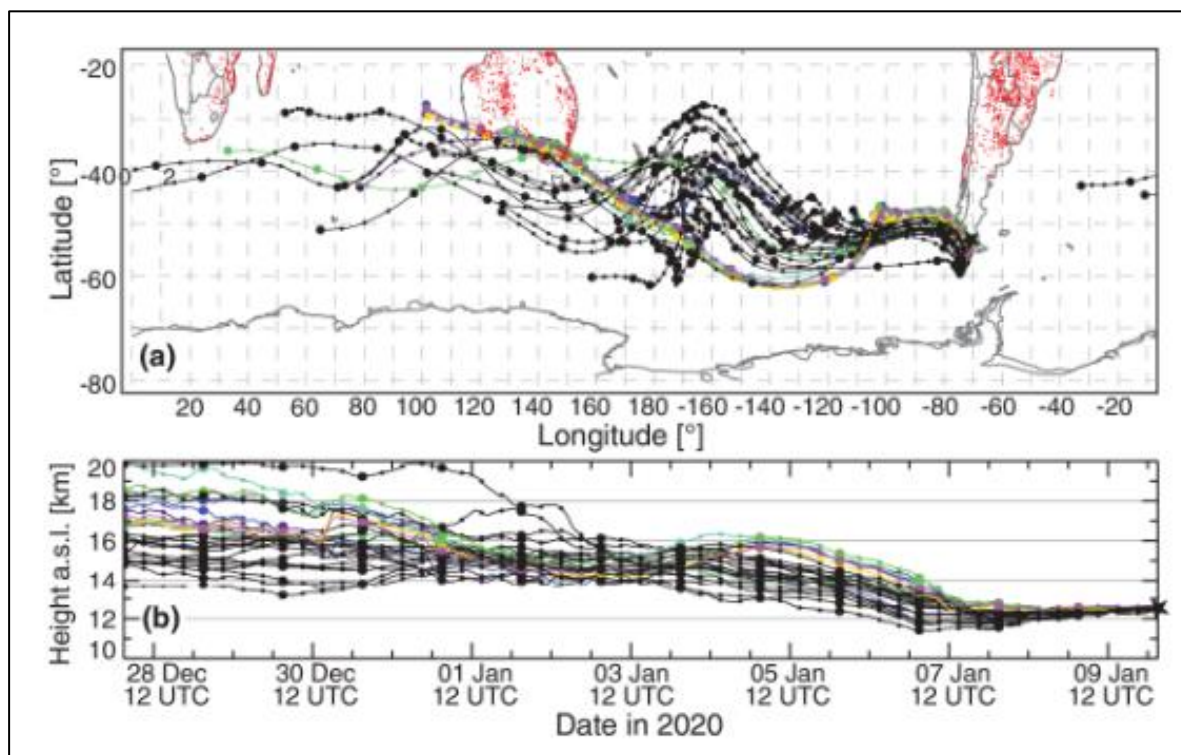 -20
Latitude [°]
-40
2
-60
(a)
-80
20 40 60 80 100 120 140 160 180 -160 -140 -120 -100 -80 -60 -40 -20
Longitude [°]
Height a.s.l. [km]
20
18
16
14
12
10
(b)
28 Dec 30 Dec 01 Jan 03 Jan 05 Jan 07 Jan 09 Jan
12 UTC 12 UTC 12 UTC 12 UTC 12 UTC 12 UTC 12 UTC
Date in 2020